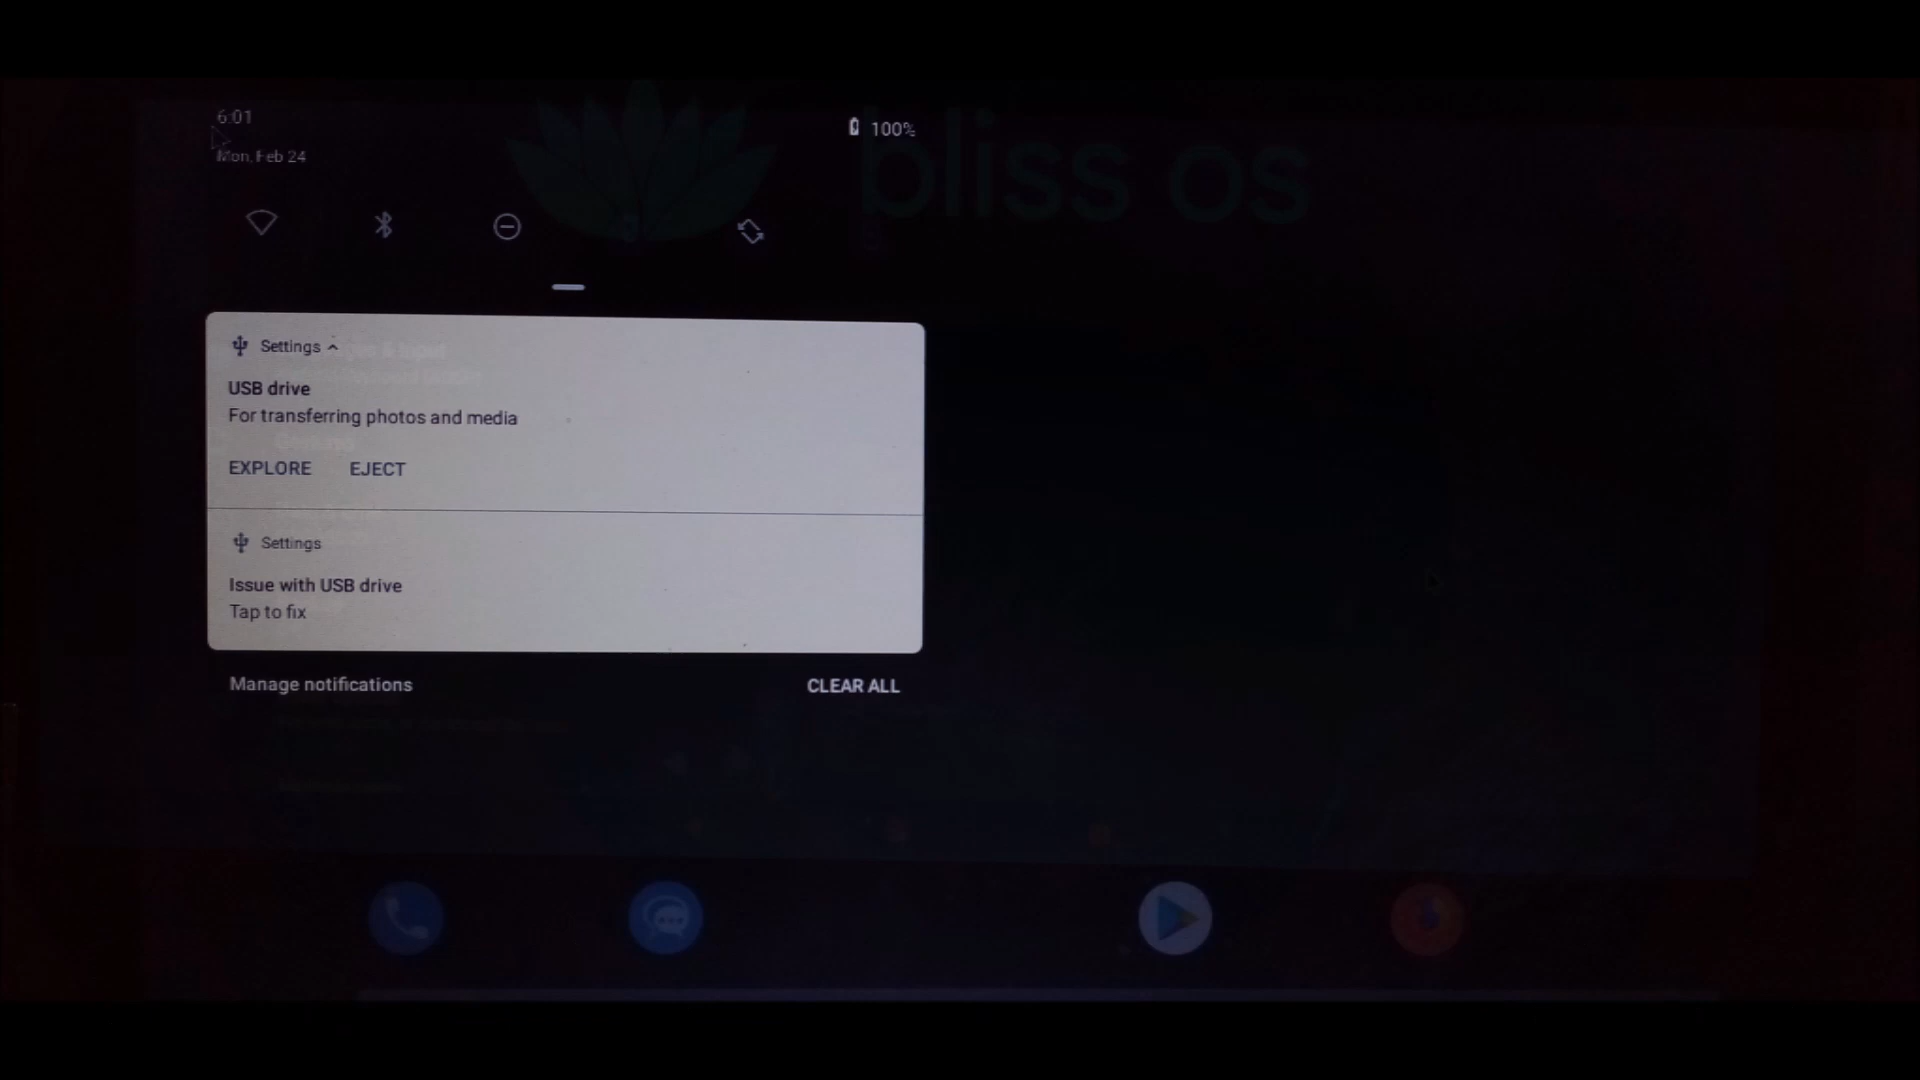 6:01
100%
Mon, Feb 24
bliss os
Settings
USB drive
For transferring photos and media
EXPLORE EJECT
Settings
Issue with USB drive
Tap to fix
Manage notifications
CLEAR ALL